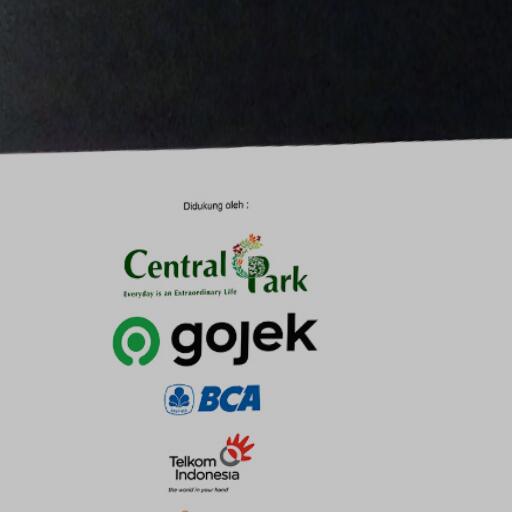 Didukung oleh :
Central Park
Everyday is an Extraordinary Life
gojek
BCA
Telkom
Indonesia
the world in your hand